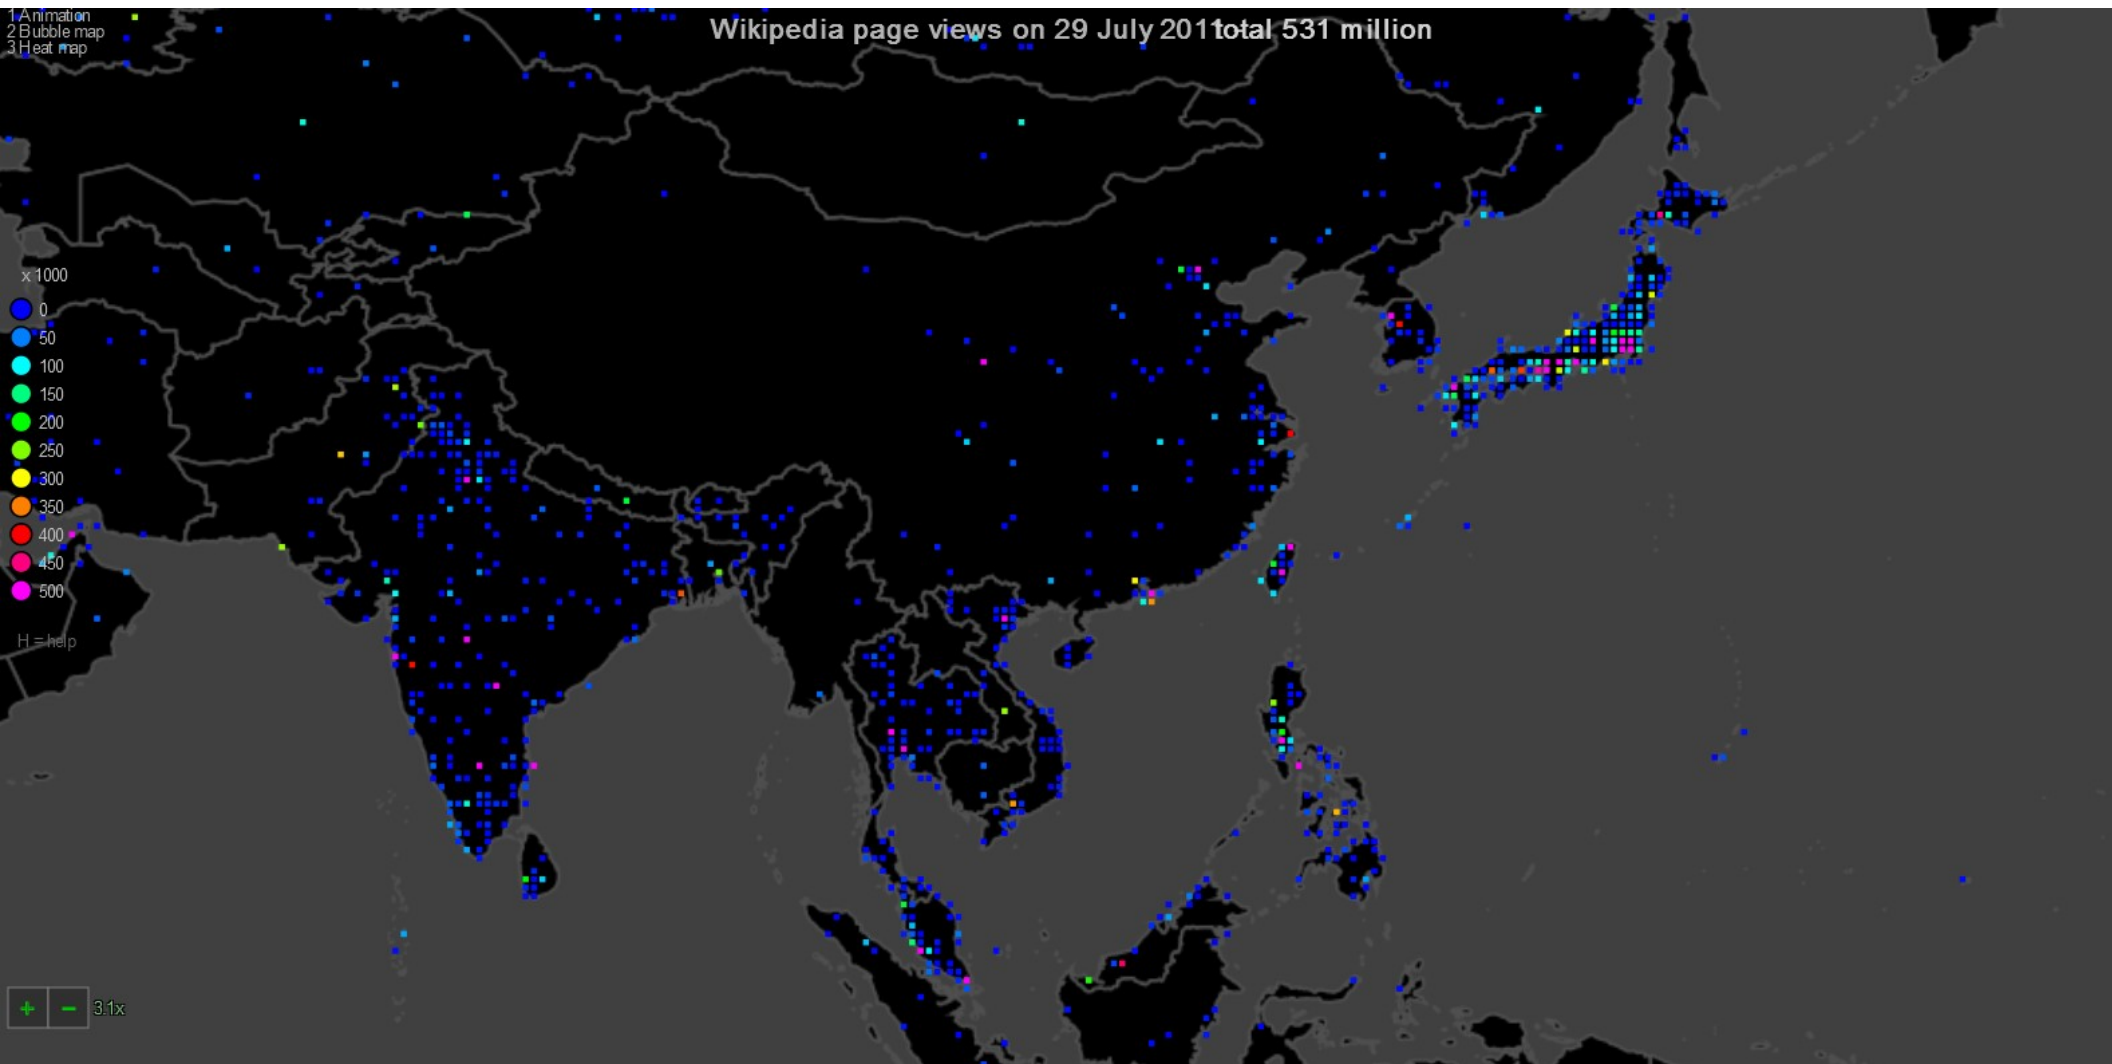 1 Animation
2 Bubble map
3 Heat map
Wikipedia page views on 29 July 2011 total 531 million
x 1000
0
50
100
150
200
250
300
350
400
450
500
H = help
+ − 3.1x